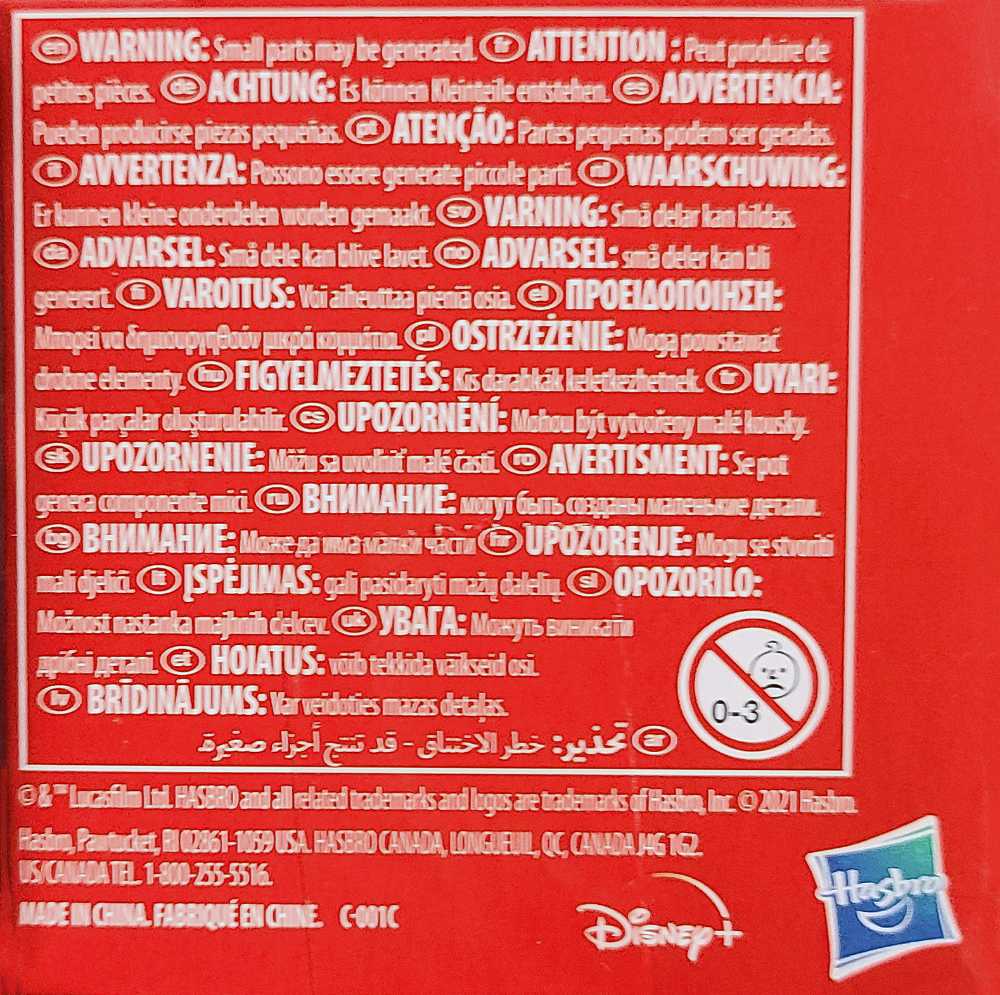 en WARNING: Small parts may be generated. fr ATTENTION : Peut produire de
petites pièces. de ACHTUNG: Es können Kleinteile entstehen. es ADVERTENCIA:
Pueden producirse piezas pequeñas. pt ATENÇÃO: Partes pequenas podem ser geradas.
it AVVERTENZA: Possono essere generate piccole parti. nl WAARSCHUWING:
Er kunnen kleine onderdelen worden gemaakt. sv VARNING: Små delar kan bildas.
da ADVARSEL: Små dele kan blive lavet. no ADVARSEL: små deler kan bli
generert. fi VAROITUS: Voi aiheuttaa pieniä osia. el ΠΡΟΕΙΔΟΠΟΙΗΣΗ:
Μπορεί να δημιουργηθούν μικρά κομμάτια. pl OSTRZEŻENIE: Mogą powstawać
drobne elementy. hu FIGYELMEZTETÉS: Kis darabkák keletkezhetnek. tr UYARI:
Küçük parçalar oluşturulabilir. cs UPOZORNĚNÍ: Mohou být vytvořeny malé kousky.
sk UPOZORNENIE: Môžu sa uvoľniť malé časti. ro AVERTISMENT: Se pot
genera componente mici. ru ВНИМАНИЕ: могут быть созданы маленькие детали.
bg ВНИМАНИЕ: Може да има малки части hr UPOZORENJE: Mogu se stvoriti
mali djelići. lt ĮSPĖJIMAS: gali pasidaryti mažų dalelių. sl OPOZORILO:
Možnost nastanka majhnih delcev. uk УВАГА: Можуть виникати
дрібні деталі. et HOIATUS: võib tekkida väikseid osi.
lv BRĪDINĀJUMS: Var veidoties mazas detaļas.
ar تحذير: خطر الاختناق - قد تنتج أجزاء صغيرة.
0-3
© & ™ Lucasfilm Ltd. HASBRO and all related trademarks and logos are trademarks of Hasbro, Inc. © 2021 Hasbro.
Hasbro, Pawtucket, RI 02861-1059 USA. HASBRO CANADA, LONGUEUIL, QC, CANADA J4G 1G2.
US/CANADA TEL. 1-800-255-5516.
MADE IN CHINA. FABRIQUÉ EN CHINE. C-001C
Disney+
Hasbro